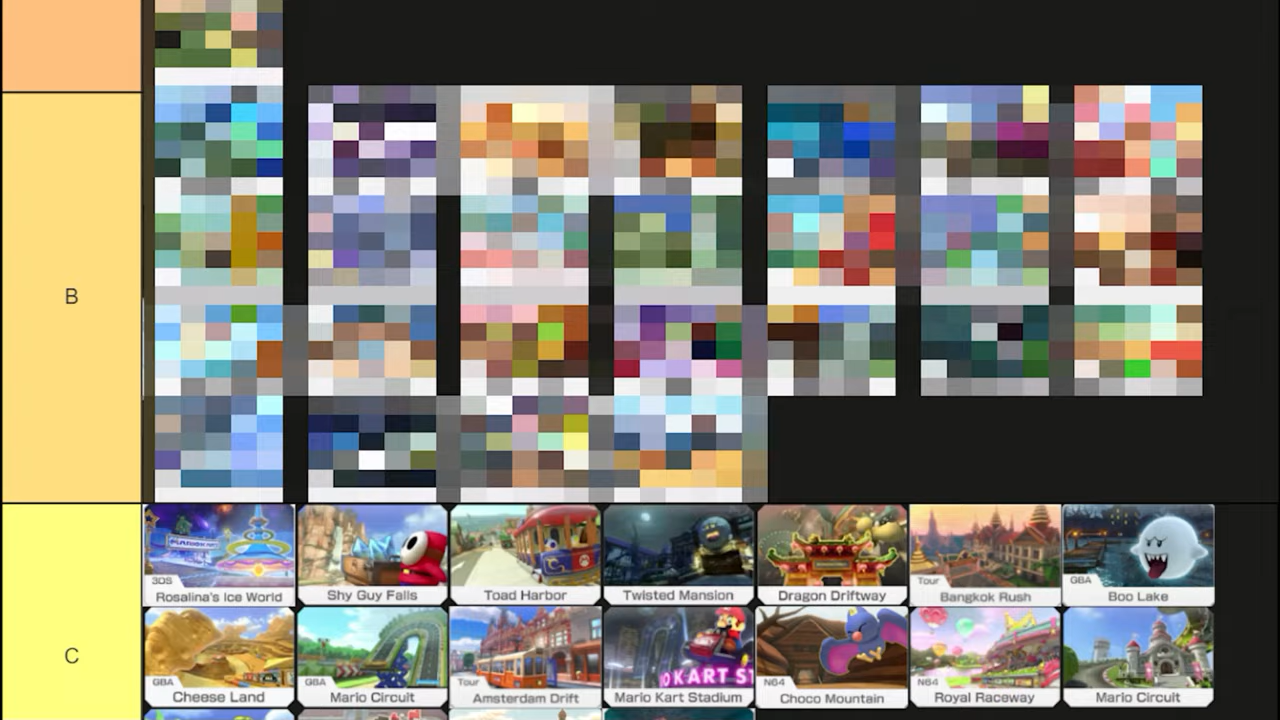 B
C
3DS
Rosalina's Ice World
Shy Guy Falls
Toad Harbor
Twisted Mansion
Dragon Driftway
Tour
Bangkok Rush
GBA
Boo Lake
GBA
Cheese Land
GBA
Mario Circuit
Tour
Amsterdam Drift
Mario Kart Stadium
N64
Choco Mountain
N64
Royal Raceway
Mario Circuit